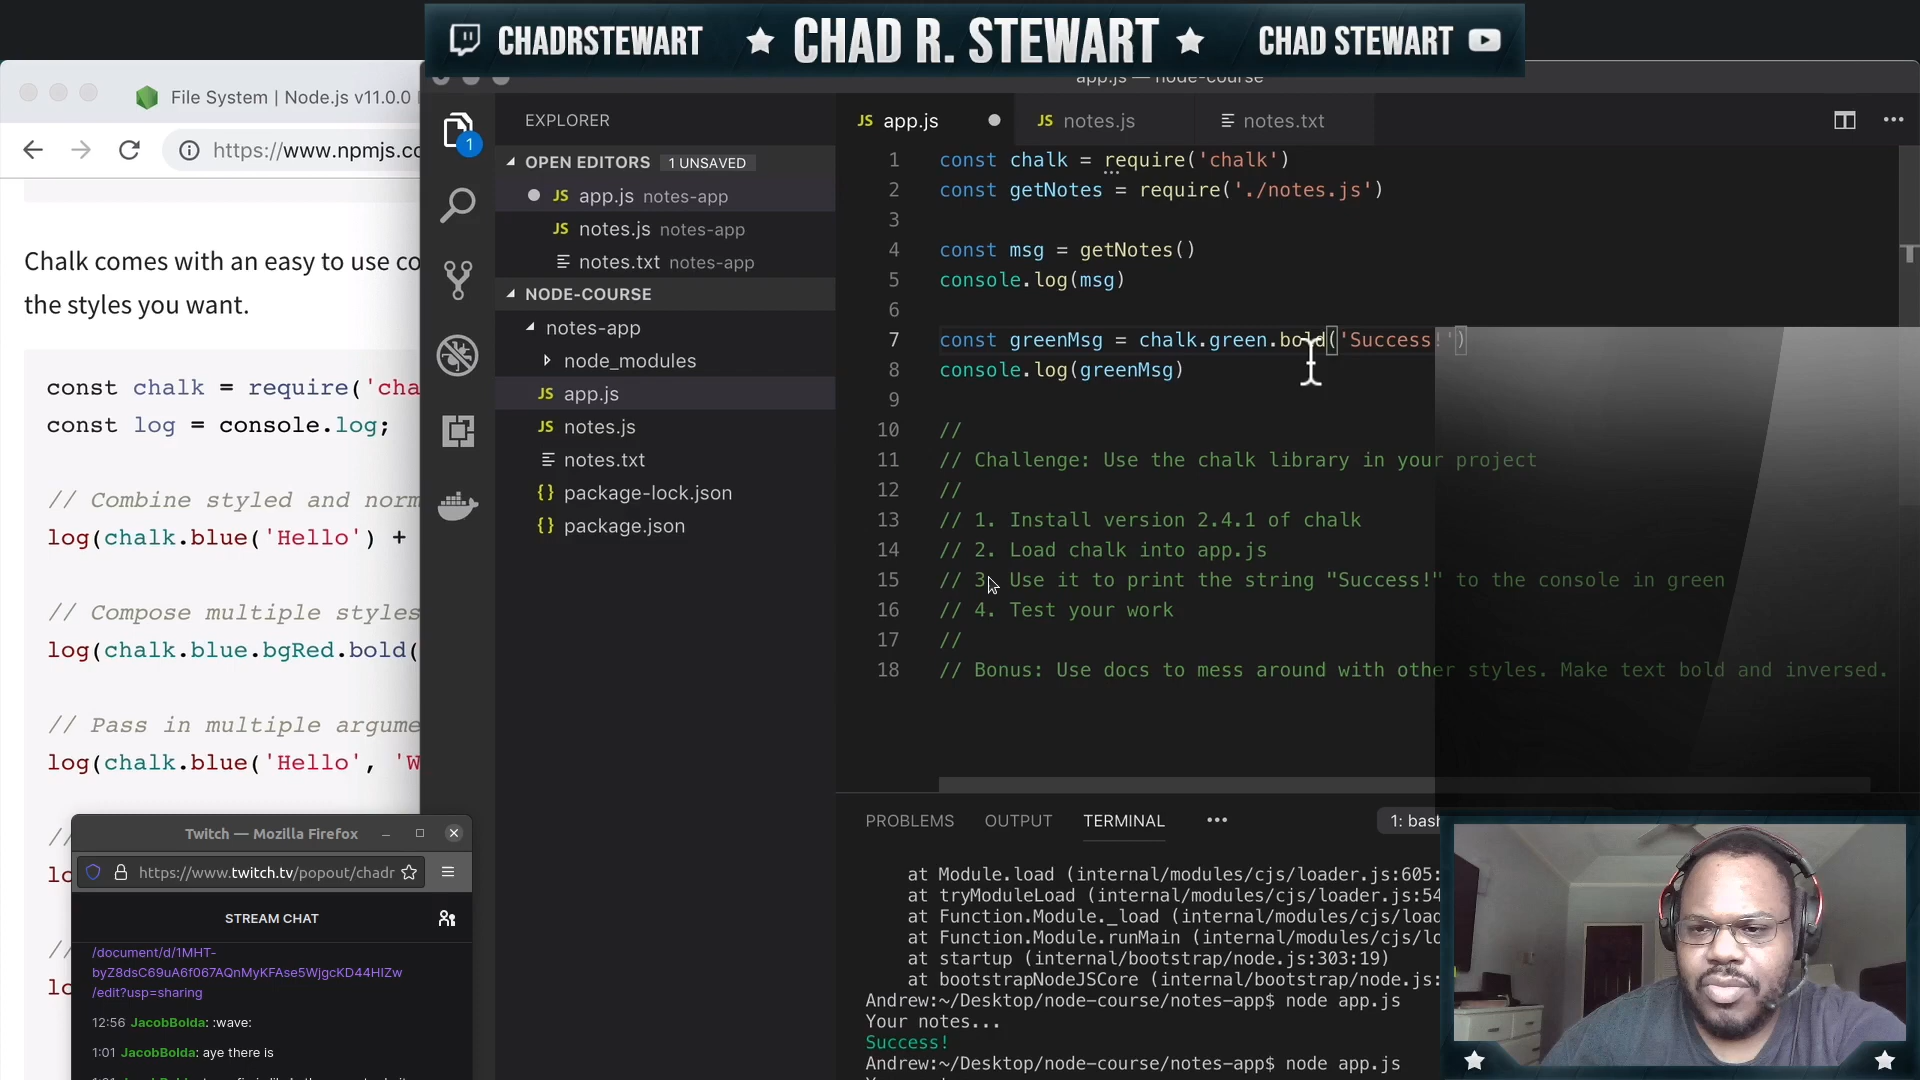 CHADRSTEWART
CHAD R. STEWART
CHAD STEWART
File System | Node.js v11.0.0
https://www.npmjs.co
Chalk comes with an easy to use co
the styles you want.
const chalk = require('cha
const log = console.log;
// Combine styled and norm
log(chalk.blue('Hello') +
// Compose multiple styles
log(chalk.blue.bgRed.bold(
// Pass in multiple argume
log(chalk.blue('Hello', 'W
//
lo
//
lo
app.js — node-course
1
EXPLORER
OPEN EDITORS 1 UNSAVED
JS app.js notes-app
JS notes.js notes-app
notes.txt notes-app
NODE-COURSE
notes-app
node_modules
JS app.js
JS notes.js
notes.txt
{} package-lock.json
{} package.json
JS app.js
JS notes.js
notes.txt
1 const chalk = require('chalk')
2 const getNotes = require('./notes.js')
3
4 const msg = getNotes()
5 console.log(msg)
6
7 const greenMsg = chalk.green.bold('Success!')
8 console.log(greenMsg)
9
10 //
11 // Challenge: Use the chalk library in your project
12 //
13 // 1. Install version 2.4.1 of chalk
14 // 2. Load chalk into app.js
15 // 3. Use it to print the string "Success!" to the console in green
16 // 4. Test your work
17 //
18 // Bonus: Use docs to mess around with other styles. Make text bold and inversed.
PROBLEMS OUTPUT TERMINAL ••• 1: bash
at Module.load (internal/modules/cjs/loader.js:605:
at tryModuleLoad (internal/modules/cjs/loader.js:54
at Function.Module._load (internal/modules/cjs/load
at Function.Module.runMain (internal/modules/cjs/lo
at startup (internal/bootstrap/node.js:303:19)
at bootstrapNodeJSCore (internal/bootstrap/node.js:
Andrew:~/Desktop/node-course/notes-app$ node app.js
Your notes...
Success!
Andrew:~/Desktop/node-course/notes-app$ node app.js
Twitch — Mozilla Firefox
https://www.twitch.tv/popout/chadr
STREAM CHAT
/document/d/1MHT-
byZ8dsC69uA6f067AQnMyKFAse5WjgcKD44HIZw
/edit?usp=sharing
12:56 JacobBolda: :wave:
1:01 JacobBolda: aye there is